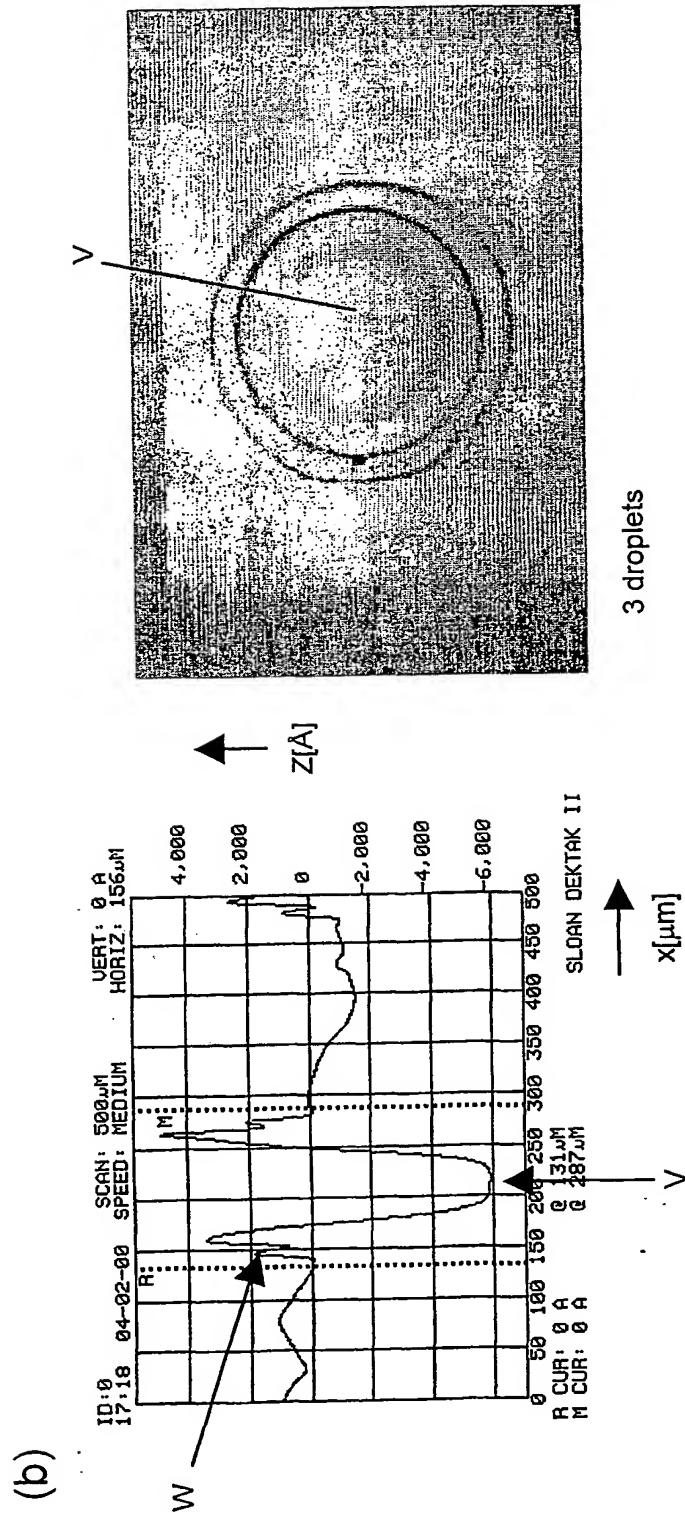 (b)
ID:0 SCAN: 500µM VERT: 0 A
17:18 04-02-00 SPEED: MEDIUM HORIZ: 156µM
R
M
W
4,000
2,000
0
-2,000
-4,000
-6,000
0 50 100 150 200 250 300 350 400 450 500
R CUR: 0 A @ 131µM
M CUR: 0 A @ 287µM
SLOAN DEKTAK II
V
X[µm]
Z[Å]
V
3 droplets